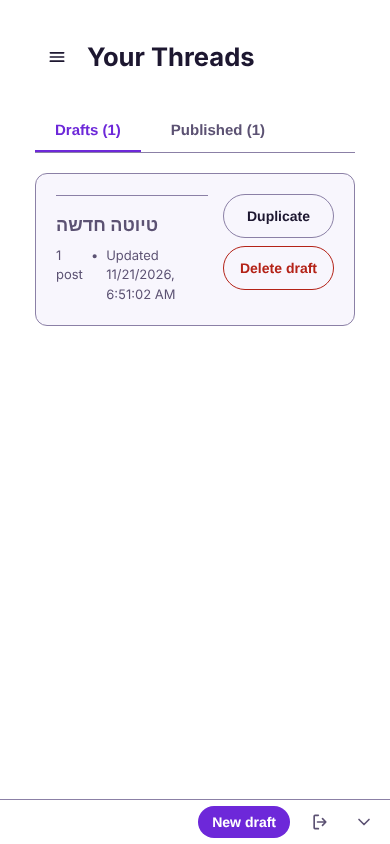 Your Threads
Drafts (1)
Published (1)
טיוטה חדשה
1 post • Updated 11/21/2026, 6:51:02 AM
Duplicate
Delete draft
New draft